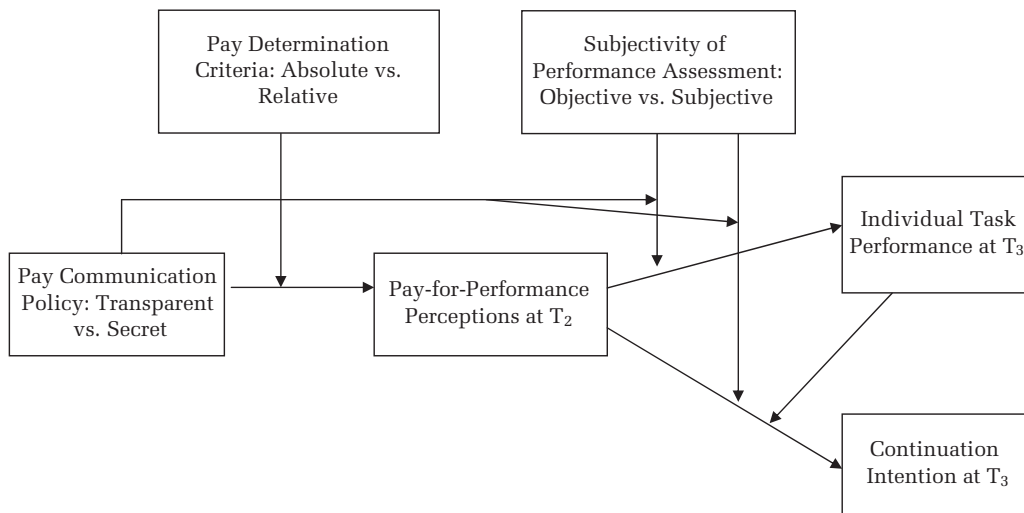 Pay Determination
Criteria: Absolute vs.
Relative
Subjectivity of
Performance Assessment:
Objective vs. Subjective
Individual Task
Performance at T3
Pay Communication
Policy: Transparent
vs. Secret
Pay-for-Performance
Perceptions at T2
Continuation
Intention at T3